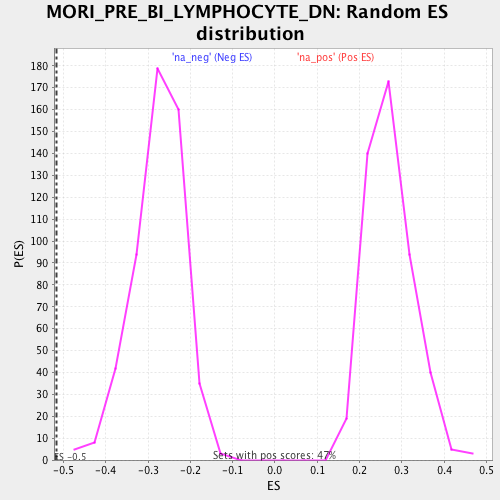 MORI_PRE_BI_LYMPHOCYTE_DN: Random ES
distribution
'na_neg' (Neg ES) 'na_pos' (Pos ES)
180
170
160
150
140
130
120
110
100
90
80
70
60
50
40
30
20
10
0
P(ES)
ES -0.5
Sets with pos scores: 47%
-0.5 -0.4 -0.3 -0.2 -0.1 0.0 0.1 0.2 0.3 0.4 0.5
ES